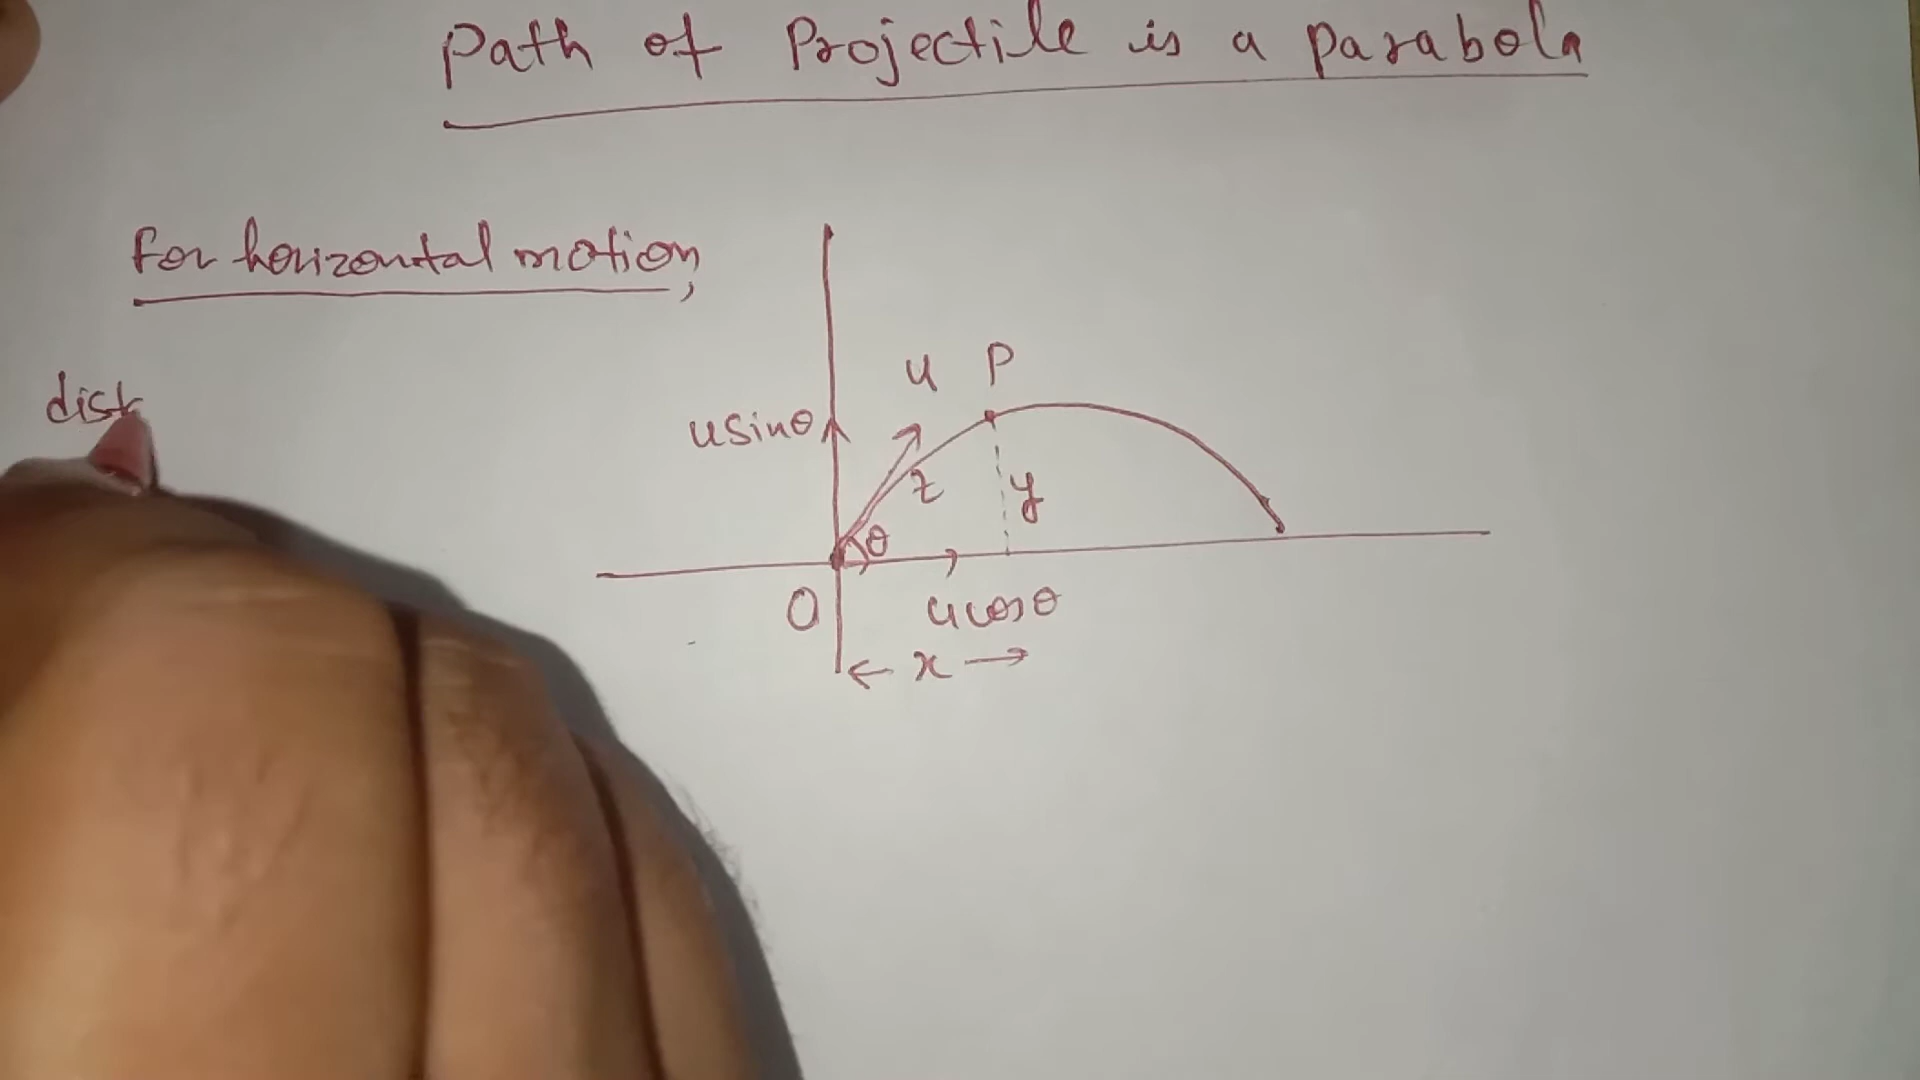 Path of Projectile is a parabola
For horizontal motion,
dist
u P
usinθ
z y
θ
O ucosθ
← x →